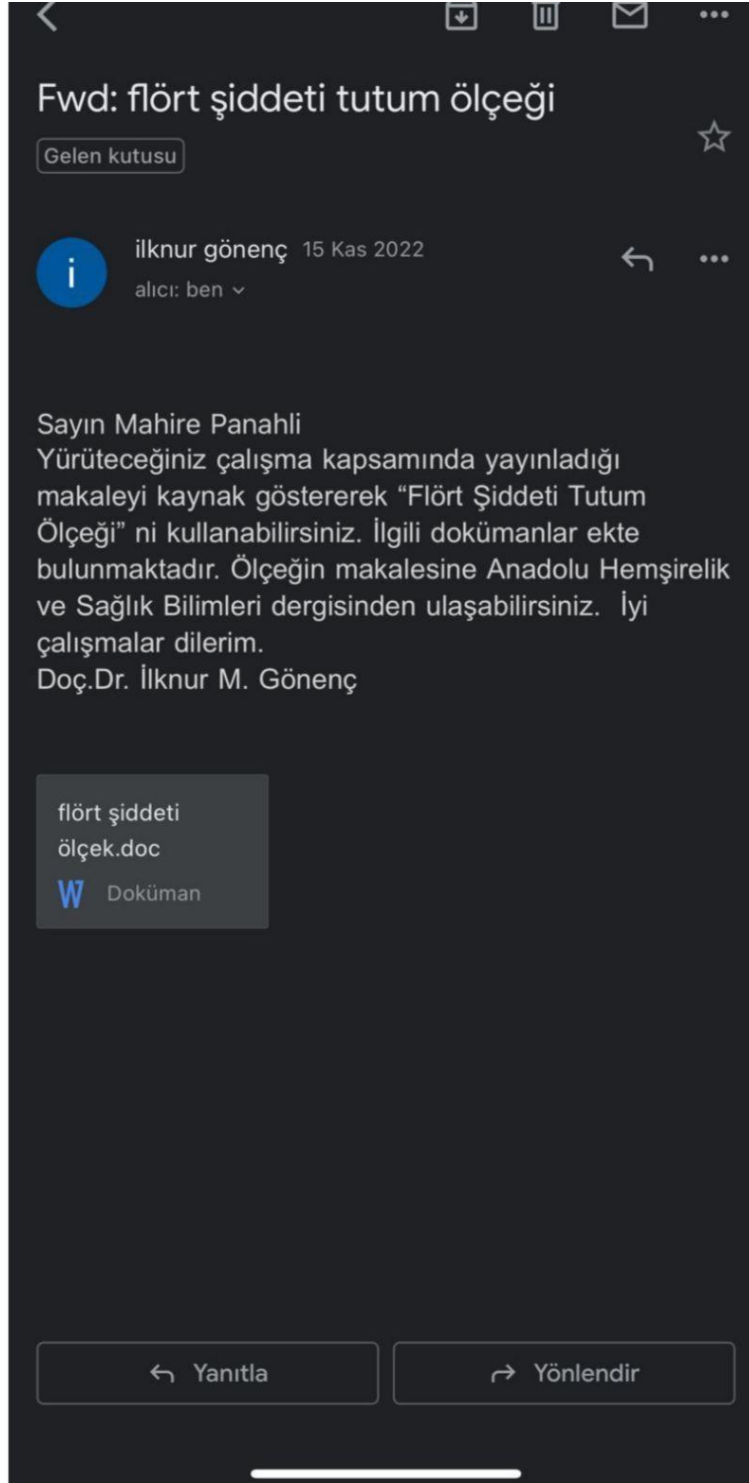 Fwd: flört şiddeti tutum ölçeği
Gelen kutusu
i
ilknur gönenç 15 Kas 2022
alıcı: ben
Sayın Mahire Panahli
Yürüteceğiniz çalışma kapsamında yayınladığı
makaleyi kaynak göstererek “Flört Şiddeti Tutum
Ölçeği” ni kullanabilirsiniz. İlgili dokümanlar ekte
bulunmaktadır. Ölçeğin makalesine Anadolu Hemşirelik
ve Sağlık Bilimleri dergisinden ulaşabilirsiniz.  İyi
çalışmalar dilerim.
Doç.Dr. İlknur M. Gönenç
flört şiddeti
ölçek.doc
W Doküman
Yanıtla
Yönlendir